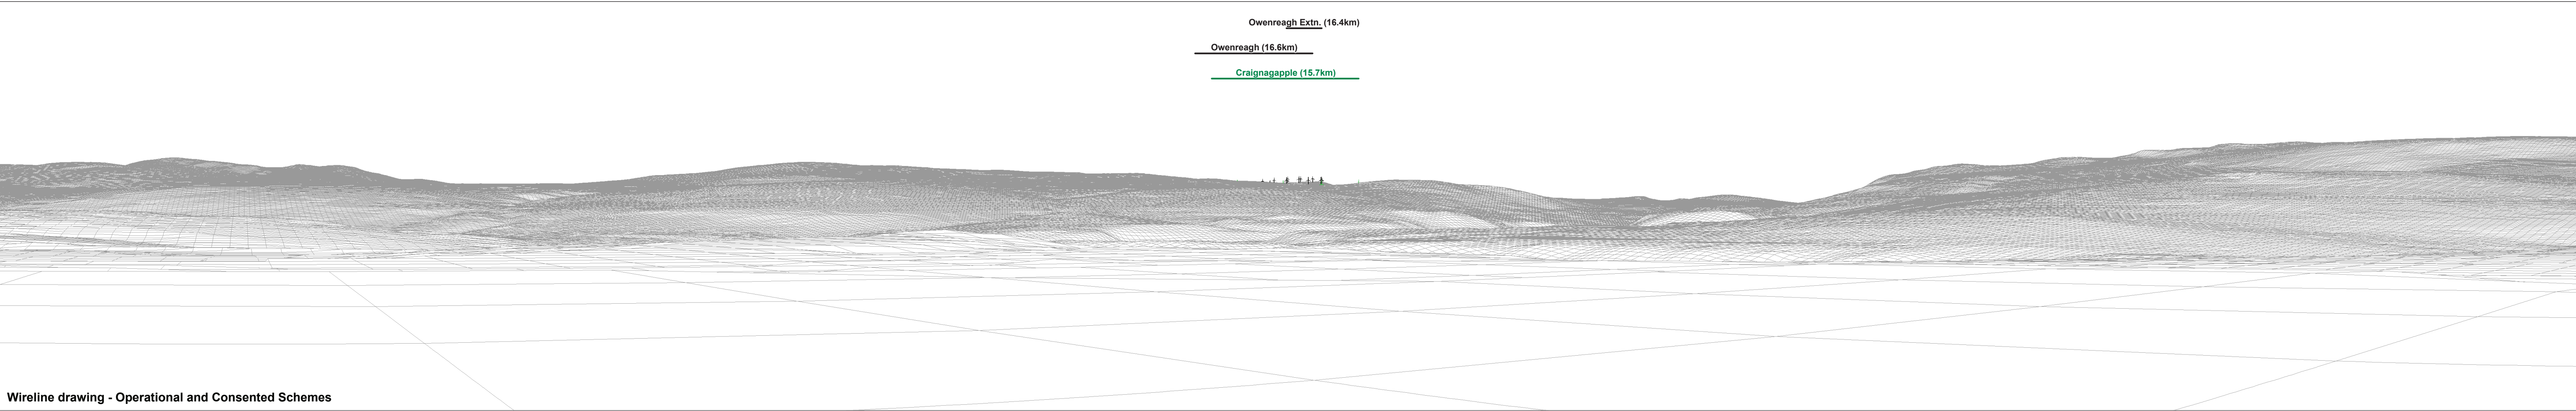 Owenreagh Extn. (16.4km)
Owenreagh (16.6km)
Craignagapple (15.7km)
Wireline drawing - Operational and Consented Schemes